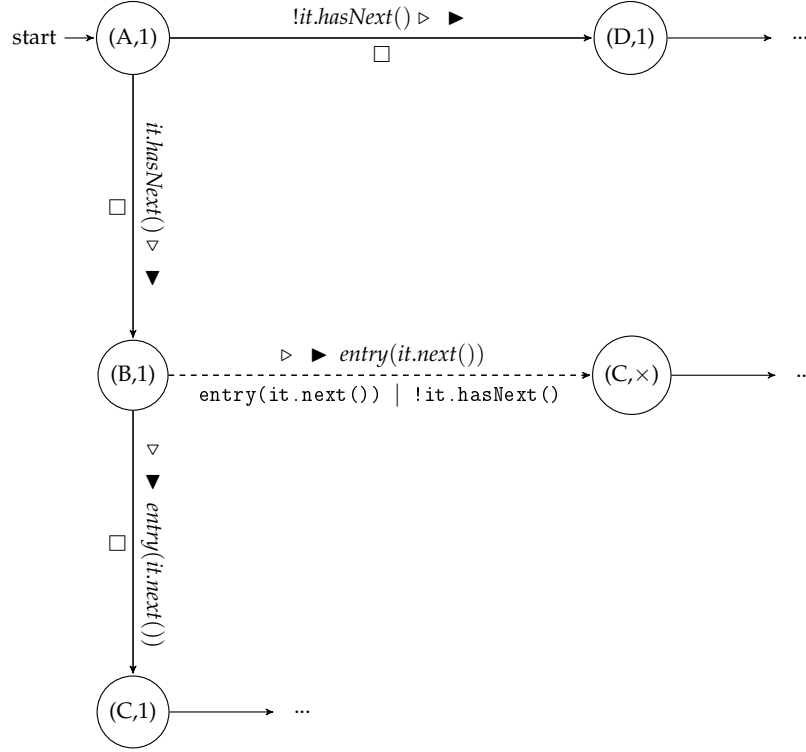 !it.hasNext() ▷ ▶
start (A,1) □ (D,1) ...
it.hasNext() ▷ ▶
□
▷ ▶ entry(it.next())
(B,1) (C,×) ...
entry(it.next()) | !it.hasNext()
▷ ▶ entry(it.next())
□
(C,1) ...